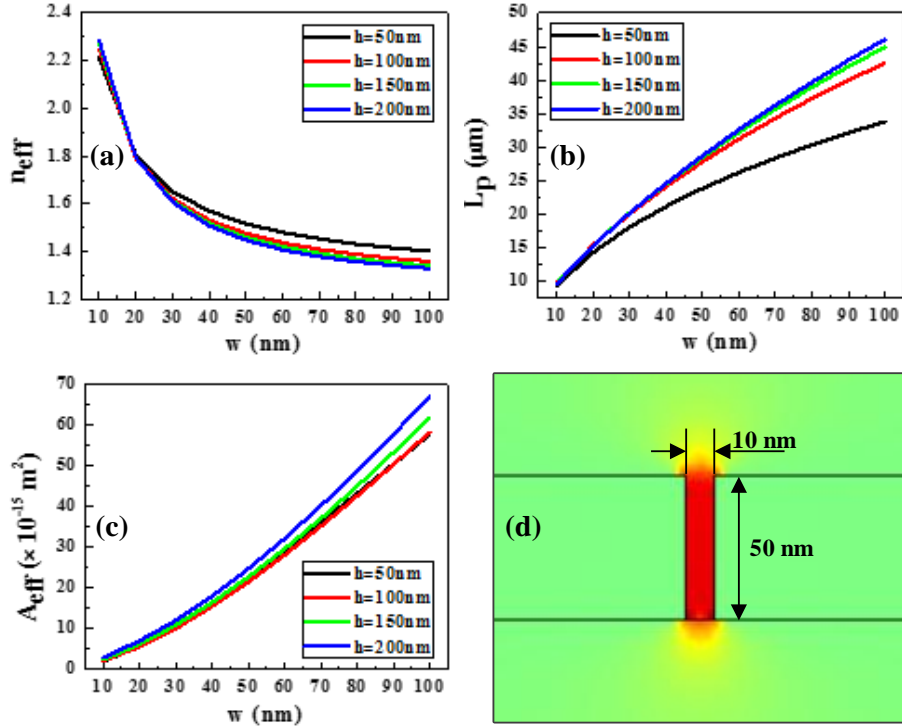 2.4
2.2
2.0
1.8
1.6
1.4
1.2
n_eff
h=50nm
h=100nm
h=150nm
h=200nm
(a)
10 20 30 40 50 60 70 80 90 100
w (nm)
50
45
40
35
30
25
20
15
10
L_p (μm)
h=50nm
h=100nm
h=150nm
h=200nm
(b)
10 20 30 40 50 60 70 80 90 100
w (nm)
70
60
50
40
30
20
10
0
A_eff (× 10^-15 m^2)
(c)
h=50nm
h=100nm
h=150nm
h=200nm
10 20 30 40 50 60 70 80 90 100
w (nm)
10 nm
(d)
50 nm